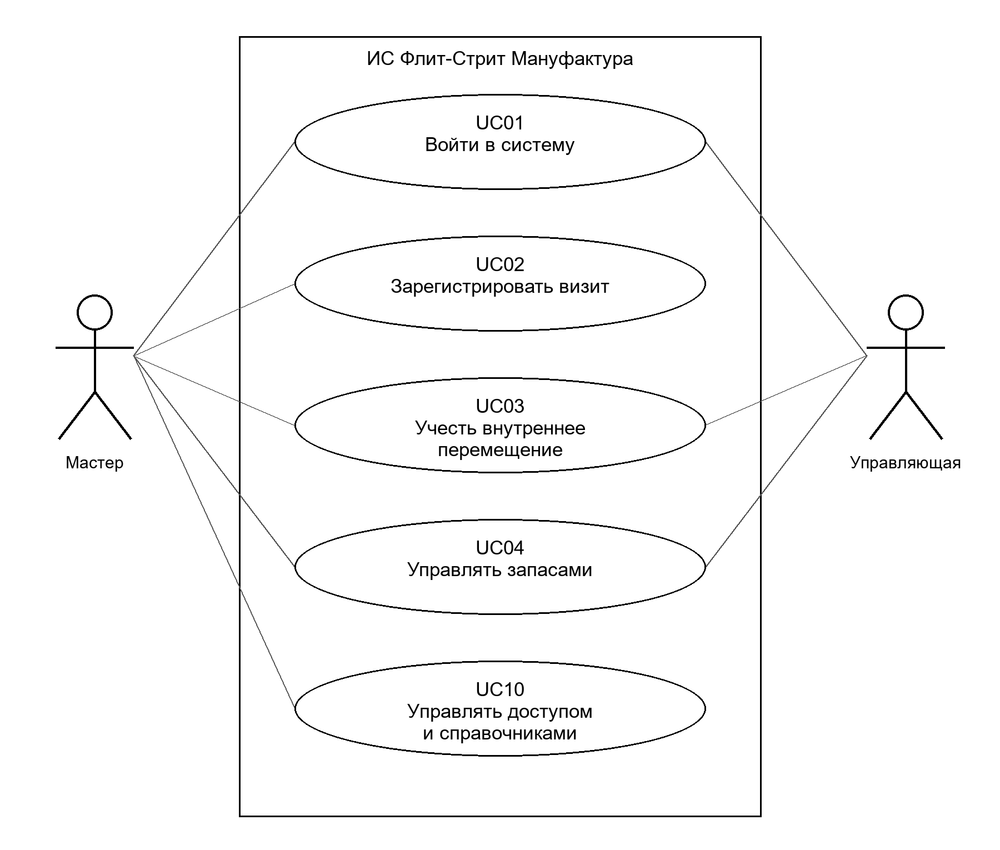 ИС Флит-Стрит Мануфактура
UC01
Войти в систему
UC02
Зарегистрировать визит
UC03
Учесть внутреннее
перемещение
Мастер
Управляющая
UC04
Управлять запасами
UC10
Управлять доступом
и справочниками